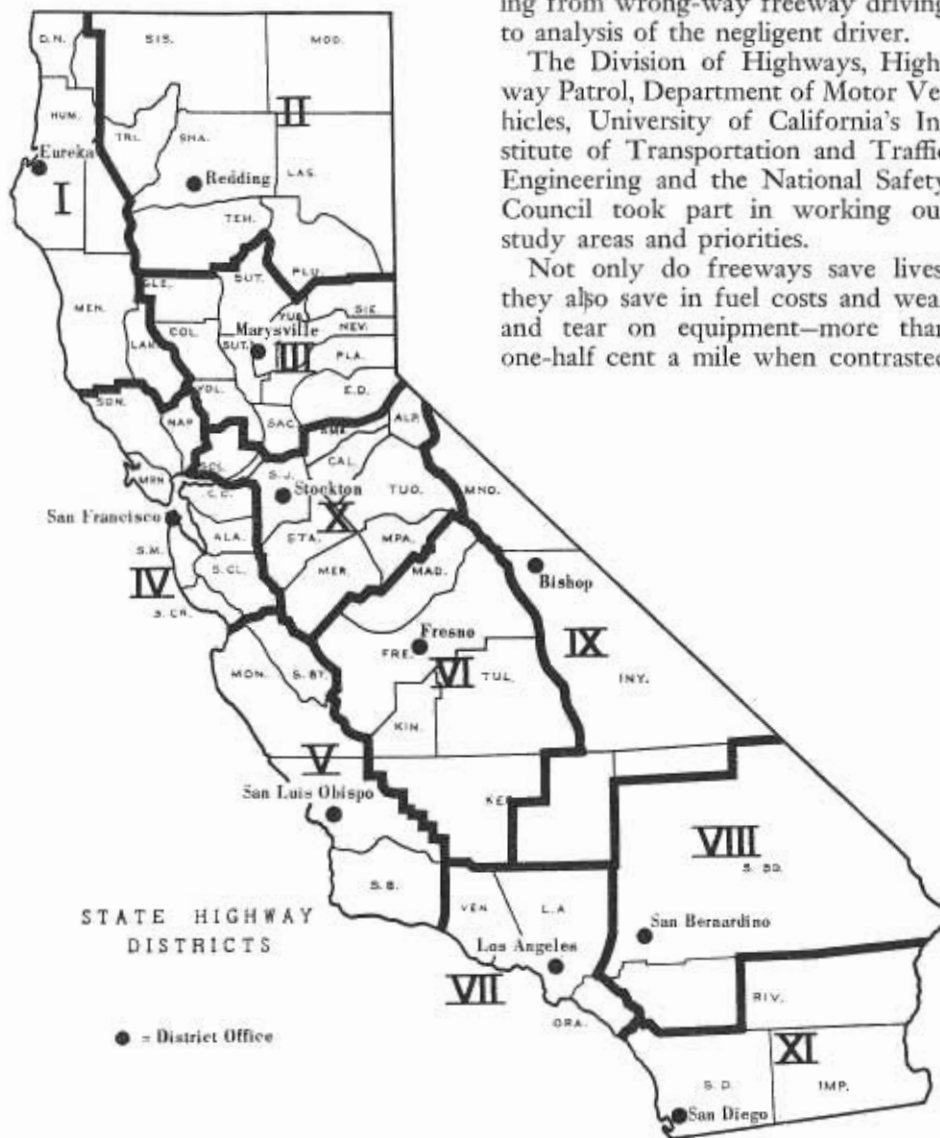 ing from wrong-way freeway driving
to analysis of the negligent driver.
The Division of Highways, High-
way Patrol, Department of Motor Ve-
hicles, University of California's In-
stitute of Transportation and Traffic
Engineering and the National Safety
Council took part in working ou
study areas and priorities.
Not only do freeways save lives
they also save in fuel costs and wea
and tear on equipment—more than
one-half cent a mile when contrasted
D.N.
SIS.
MOD.
II
HUM.
TRI.
SHA.
Eureka
Redding
LAS.
I
TEH.
PLU.
GLE.
SUT.
SIE.
MEN.
YUB.
NEV.
COL.
Marysville
SUT.
III
LAK.
PLA.
YOL.
E.D.
SON.
NAP.
SAC.
ALP.
CAL.
SOL.
S.J.
MRN.
Stockton
TUO.
MNO.
C.C.
X
San Francisco
ALA.
STA.
MPA.
S.M.
S.CL.
MER.
MAD.
Bishop
IV
S.CR.
Fresno
IX
FRE.
MON.
S.BT.
VI
TUL.
INY.
KIN.
V
San Luis Obispo
KER.
VIII
S. BD.
S.B.
STATE HIGHWAY
DISTRICTS
VEN.
L.A
San Bernardino
Los Angeles
VII
RIV.
ORA.
● = District Office
XI
S.D.
IMP.
San Diego